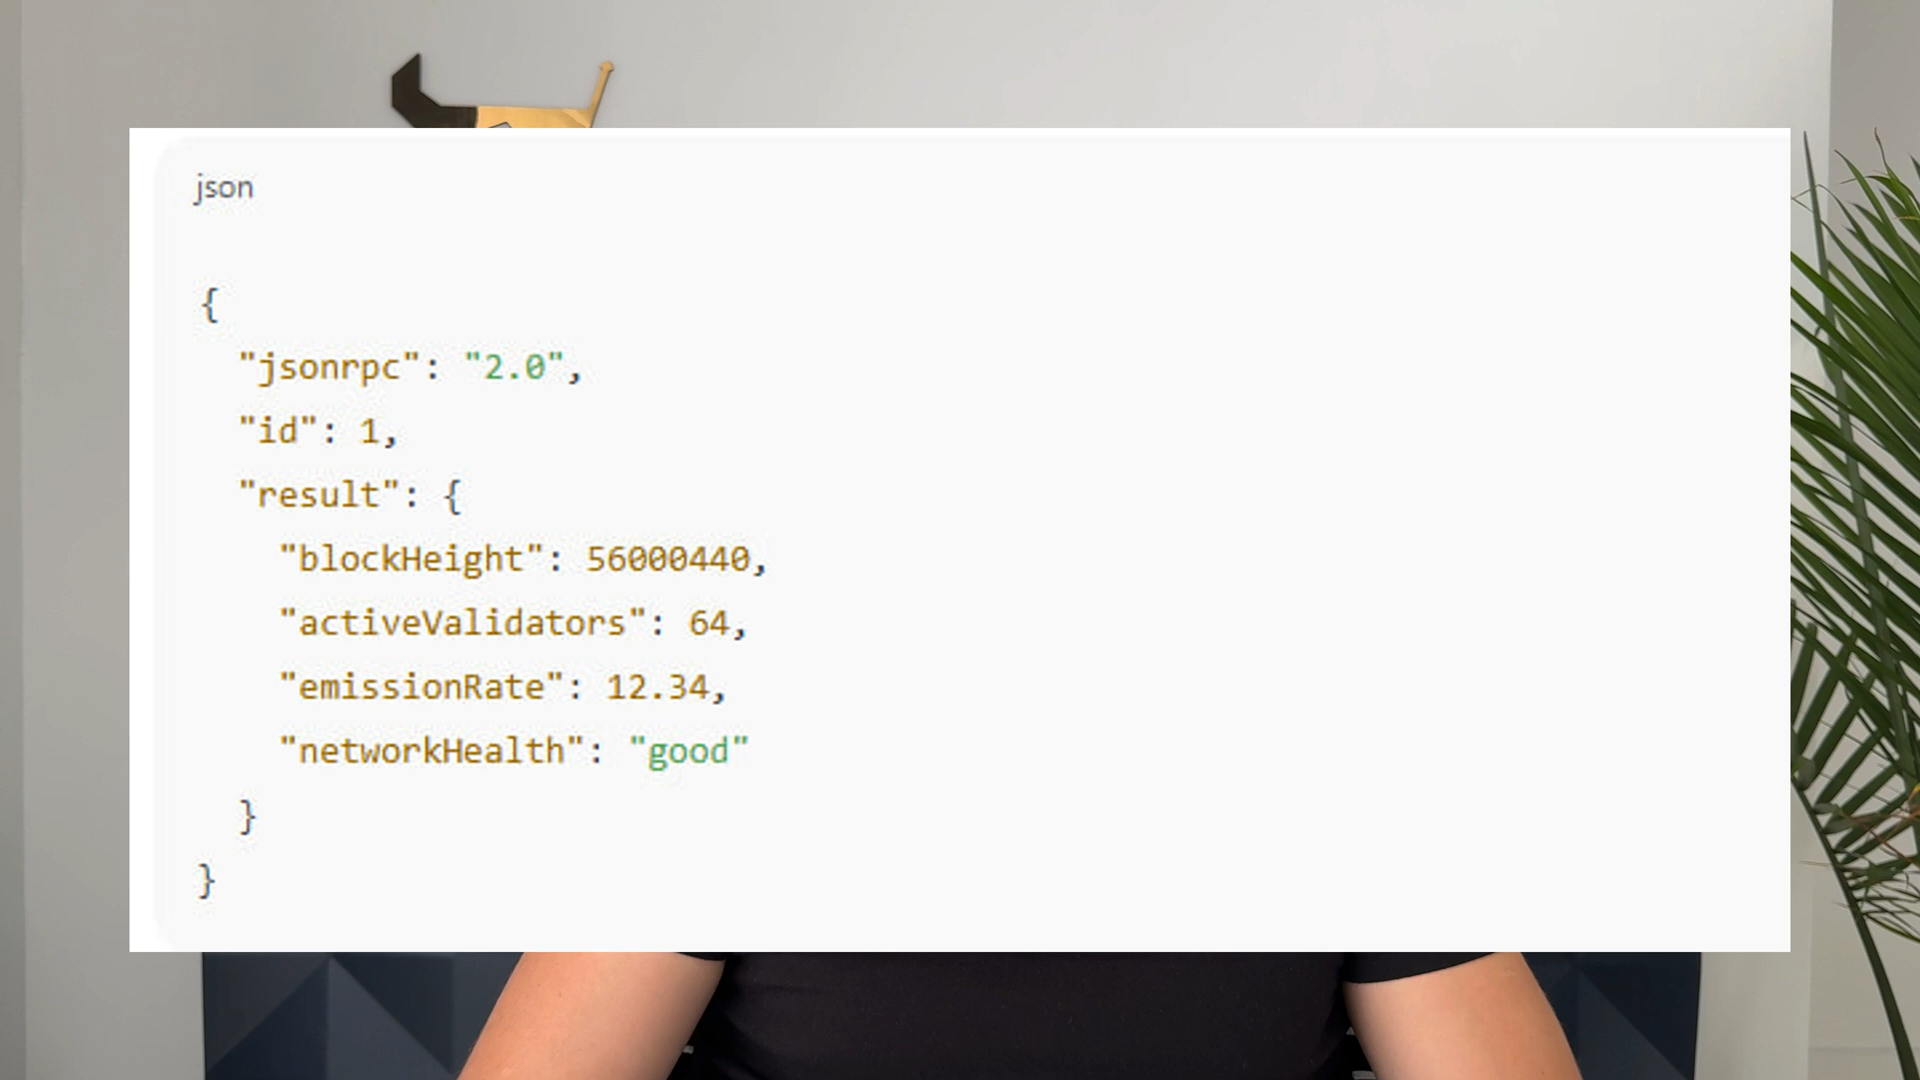 json
{
"jsonrpc": "2.0",
"id": 1,
"result": {
"blockHeight": 56000440,
"activeValidators": 64,
"emissionRate": 12.34,
"networkHealth": "good"
}
}